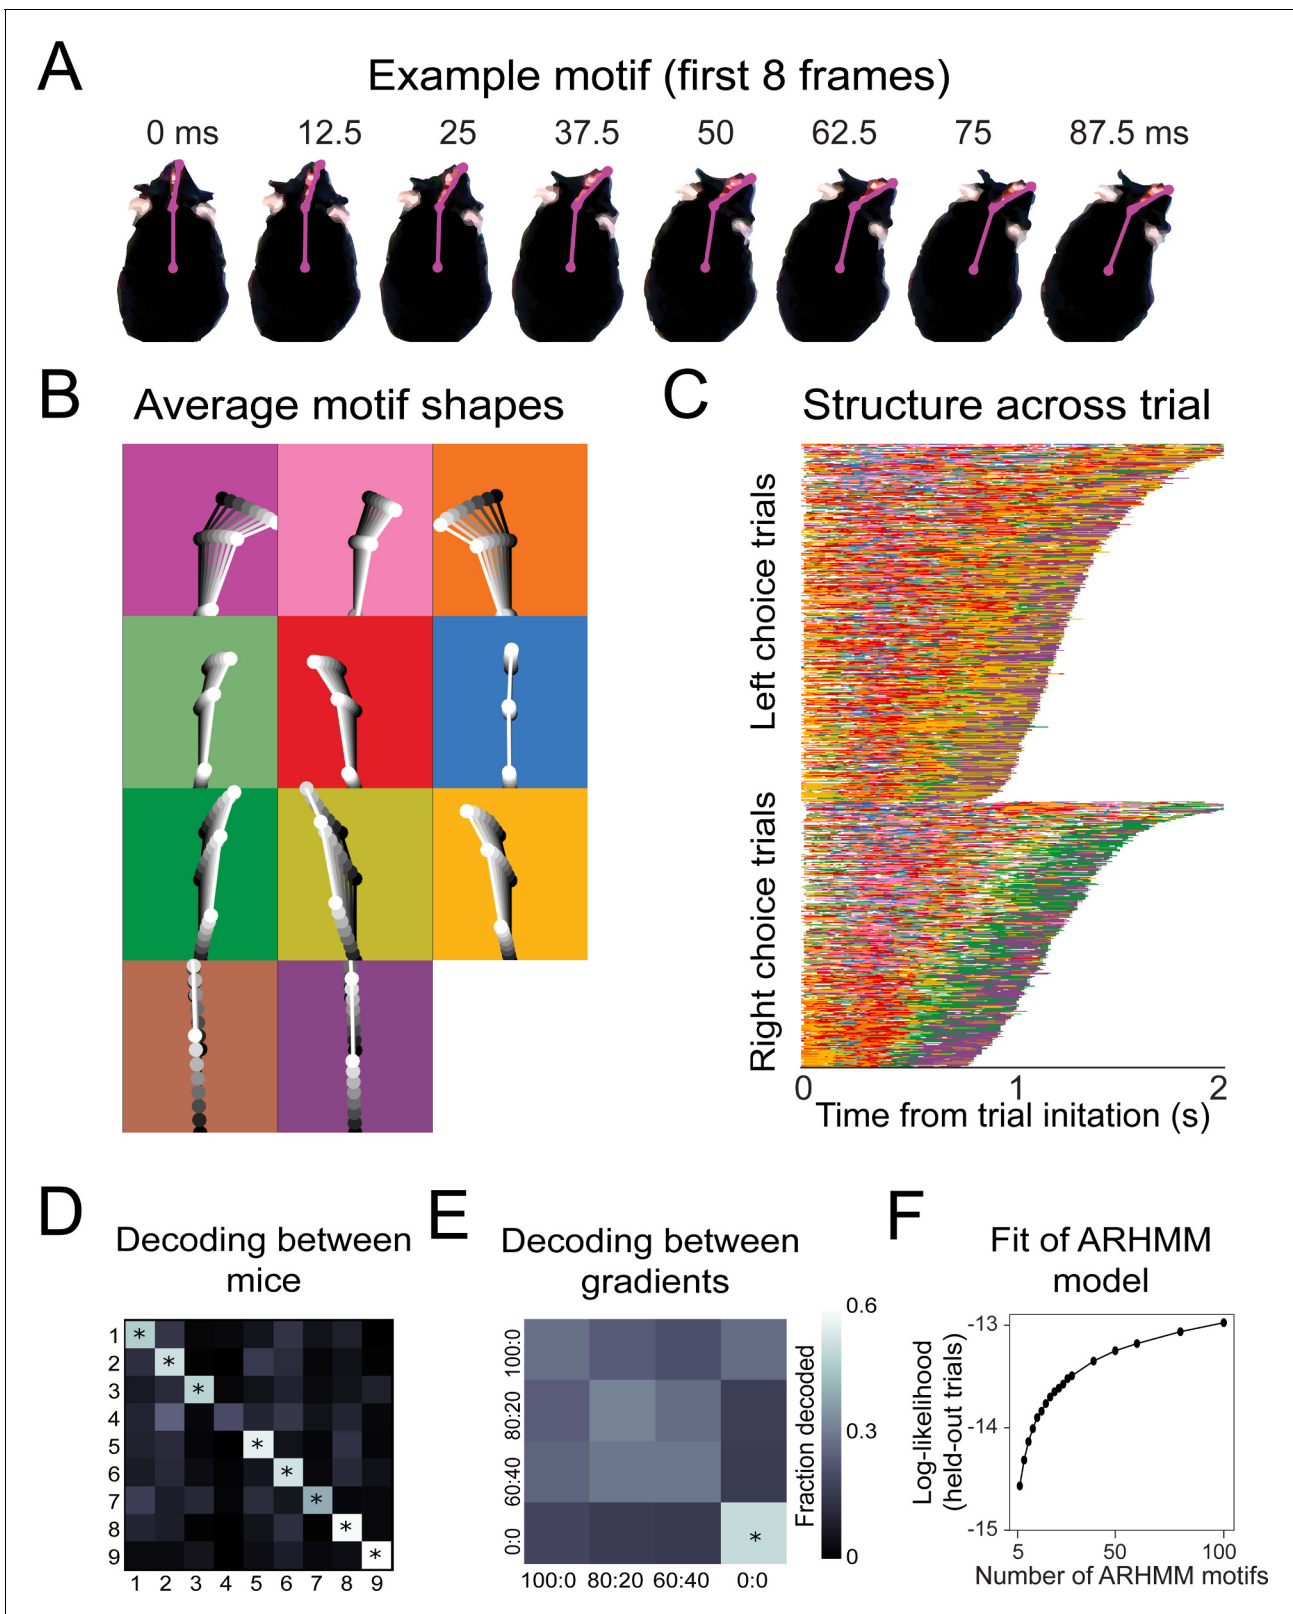 A
Example motif (first 8 frames)
0 ms 12.5 25 37.5 50 62.5 75 87.5 ms
B
Average motif shapes
C
Structure across trial
Left choice trials
Right choice trials
0 1 2
Time from trial initation (s)
D
Decoding between
mice
1
2
3
4
5
6
7
8
9
*
*
*
*
*
*
*
*
1 2 3 4 5 6 7 8 9
E
Decoding between
gradients
100:0
80:20
60:40
0:0
*
100:0 80:20 60:40 0:0
Fraction decoded
0.6
0.3
0
F
Fit of ARHMM
model
Log-likelihood
(held-out trials)
-13
-14
-15
5 50 100
Number of ARHMM motifs